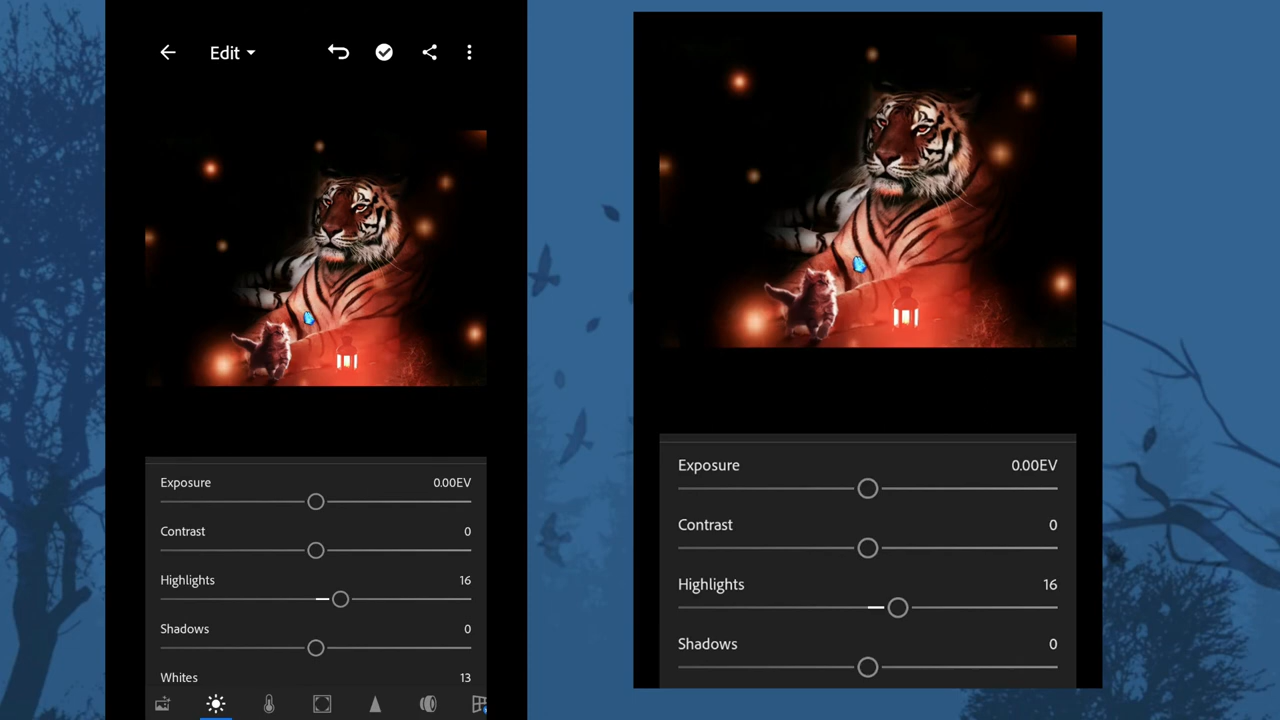 Edit
Exposure 0.00EV
Contrast 0
Highlights 16
Shadows 0
Whites 13
Exposure 0.00EV
Contrast 0
Highlights 16
Shadows 0